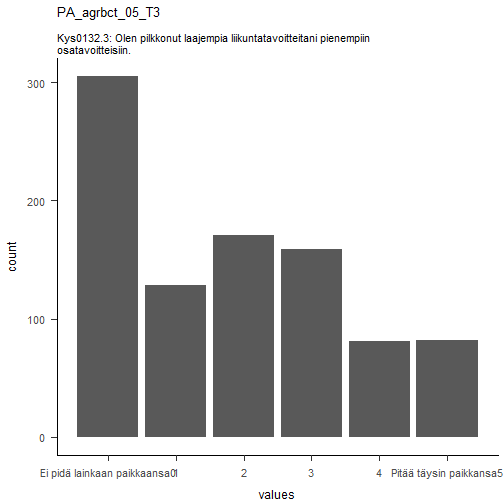 PA_agrbct_05_T3
Kys0132.3: Olen pilkkonut laajempia liikuntatavoitteitani pienempiin
osatavoitteisiin.
300
200
100
0
count
Ei pidä lainkaan paikkaansa0 1 2 3 4 Pitää täysin paikkansa5
values